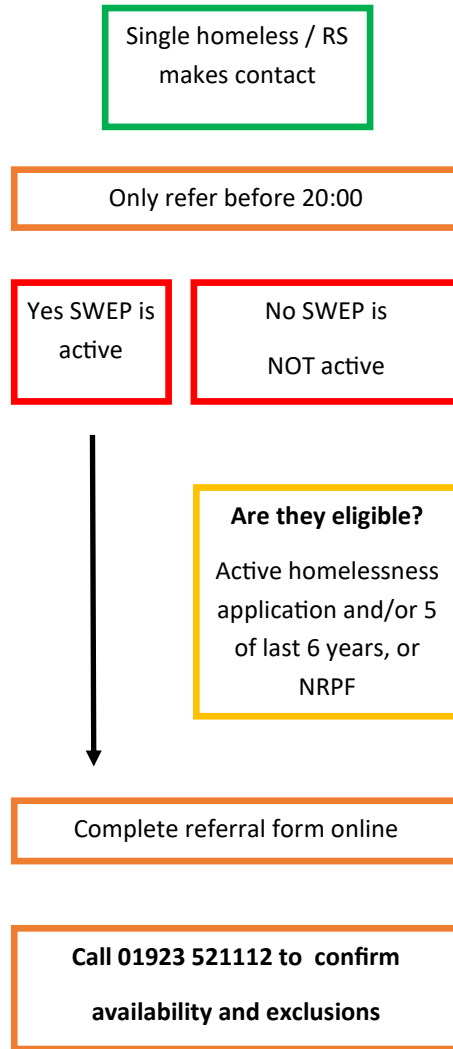 Single homeless / RS
makes contact
Only refer before 20:00
Yes SWEP is
active
No SWEP is
NOT active
Are they eligible?
Active homelessness
application and/or 5
of last 6 years, or
NRPF
Complete referral form online
Call 01923 521112 to confirm
availability and exclusions